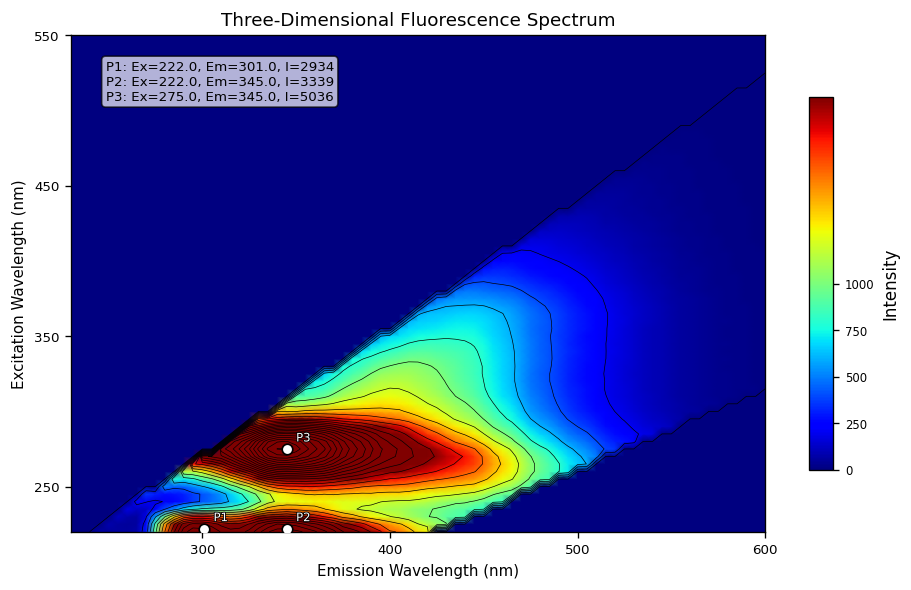 Three-Dimensional Fluorescence Spectrum
P1: Ex=222.0, Em=301.0, I=2934
P2: Ex=222.0, Em=345.0, I=3339
P3: Ex=275.0, Em=345.0, I=5036
550
450
350
250
Excitation Wavelength (nm)
P3
P1
P2
300
400
500
600
Emission Wavelength (nm)
1000
750
500
250
0
Intensity